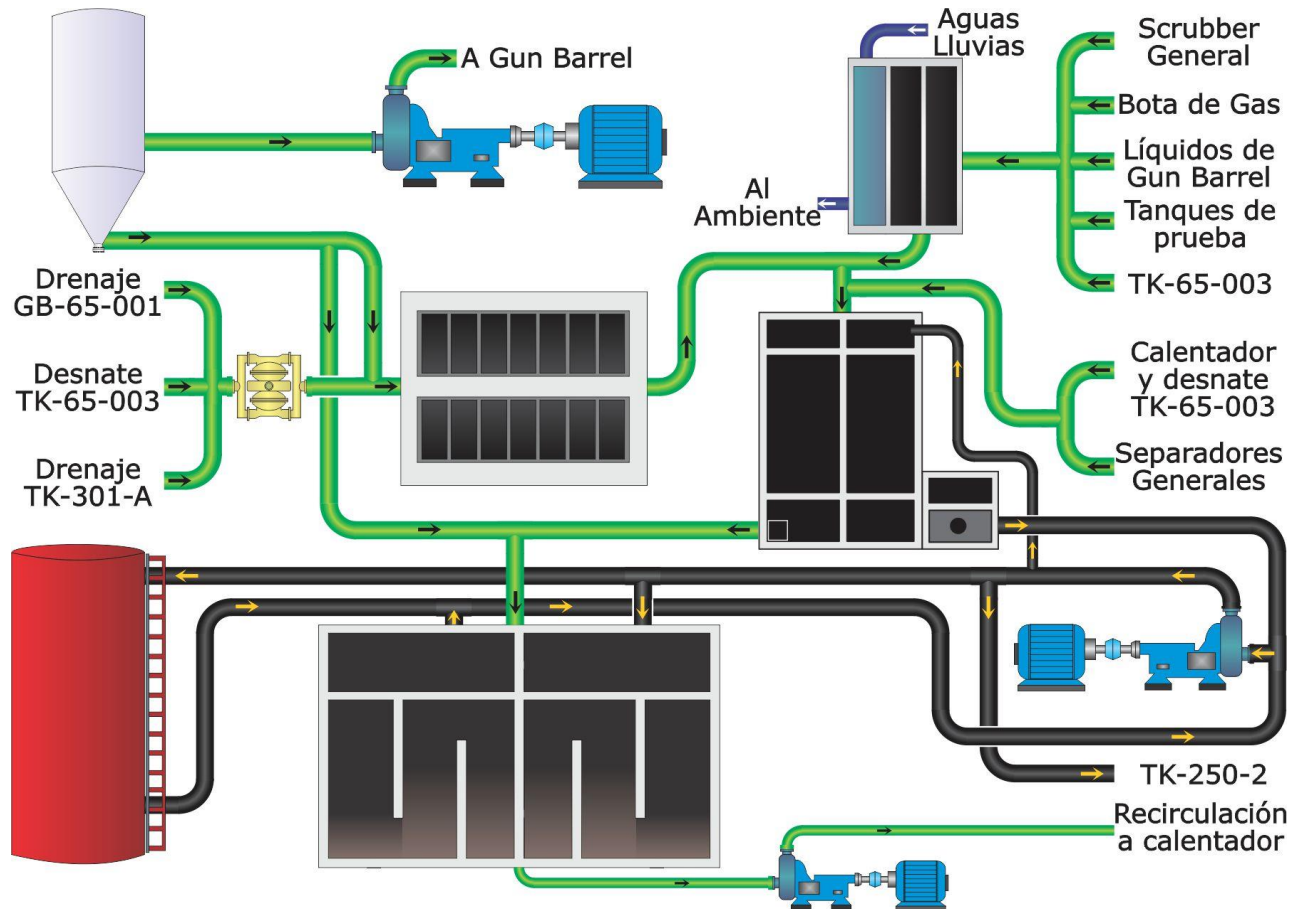 A Gun Barrel
Aguas
Lluvias
Scrubber
General
Bota de Gas
Líquidos de
Gun Barrel
Al
Ambiente
Tanques de
prueba
TK-65-003
Drenaje
GB-65-001
Desnate
TK-65-003
Drenaje
TK-301-A
Calentador
y desnate
TK-65-003
Separadores
Generales
TK-250-2
Recirculación
a calentador